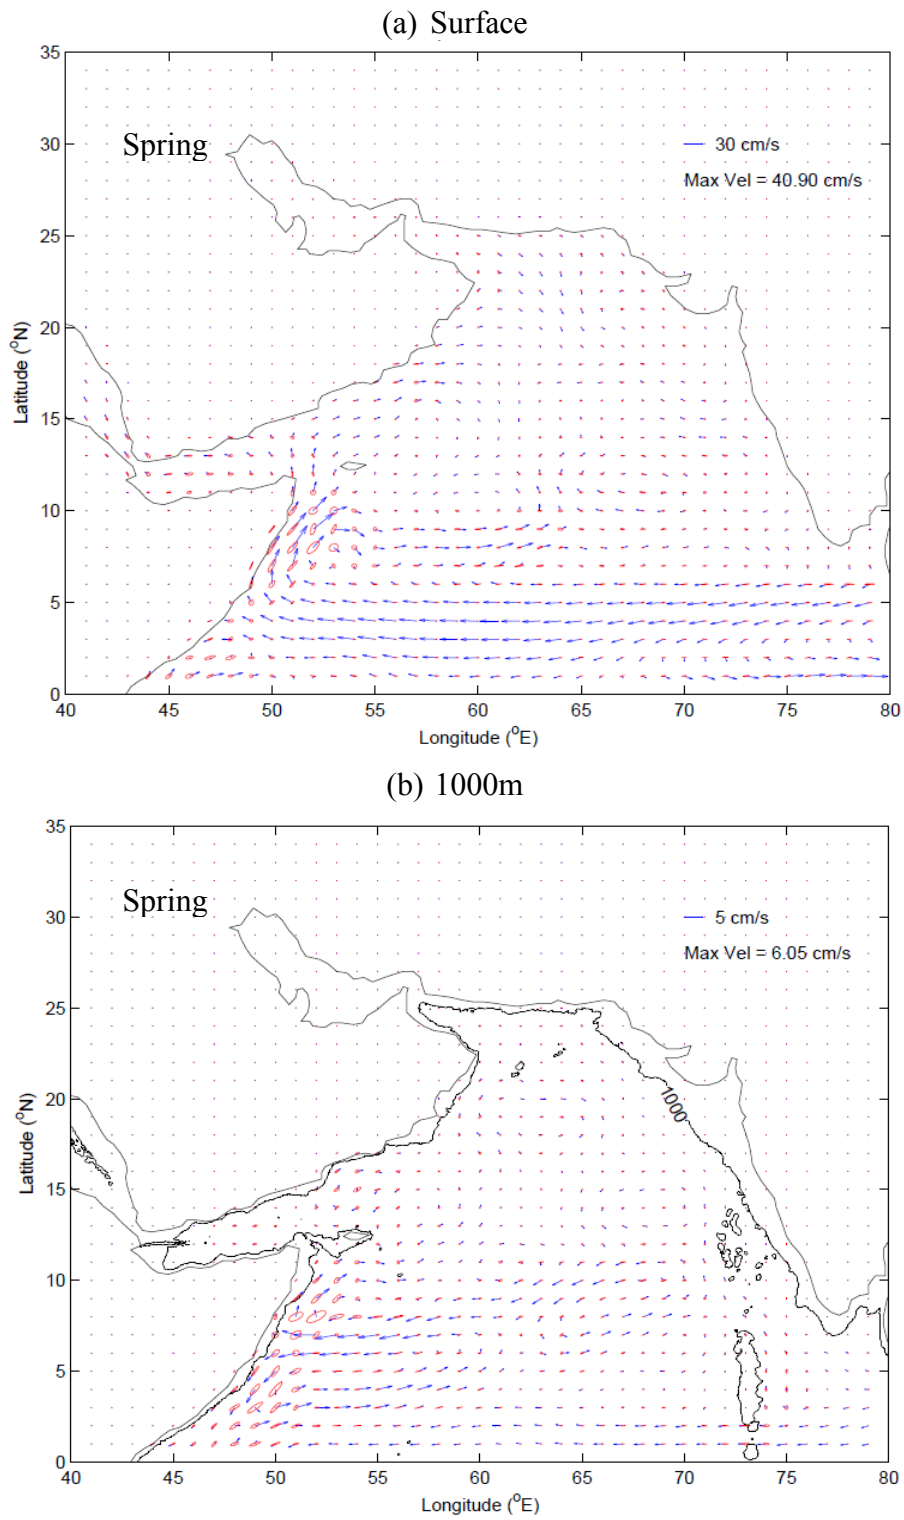 (a) Surface
35
30
25
20
15
10
5
0
Latitude (°N)
Spring
30 cm/s
Max Vel = 40.90 cm/s
40 45 50 55 60 65 70 75 80
Longitude (°E)
(b) 1000m
35
30
25
20
15
10
5
0
Latitude (°N)
Spring
5 cm/s
Max Vel = 6.05 cm/s
1000
40 45 50 55 60 65 70 75 80
Longitude (°E)